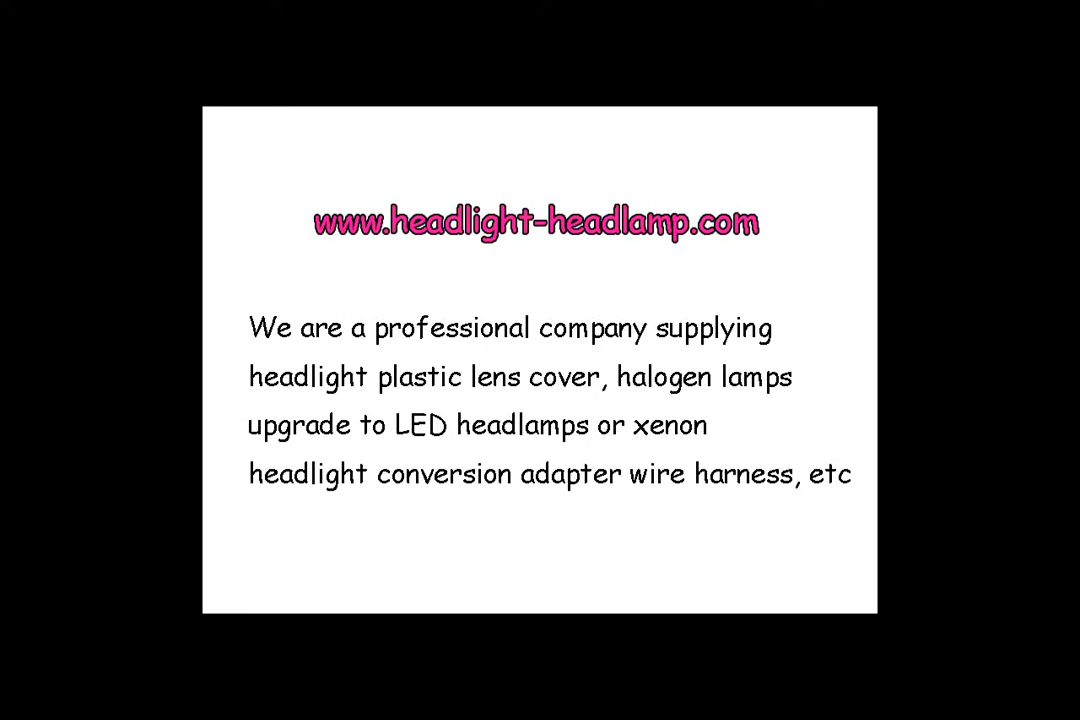 www.headlight-headlamp.com
We are a professional company supplying
headlight plastic lens cover, halogen lamps
upgrade to LED headlamps or xenon
headlight conversion adapter wire harness, etc